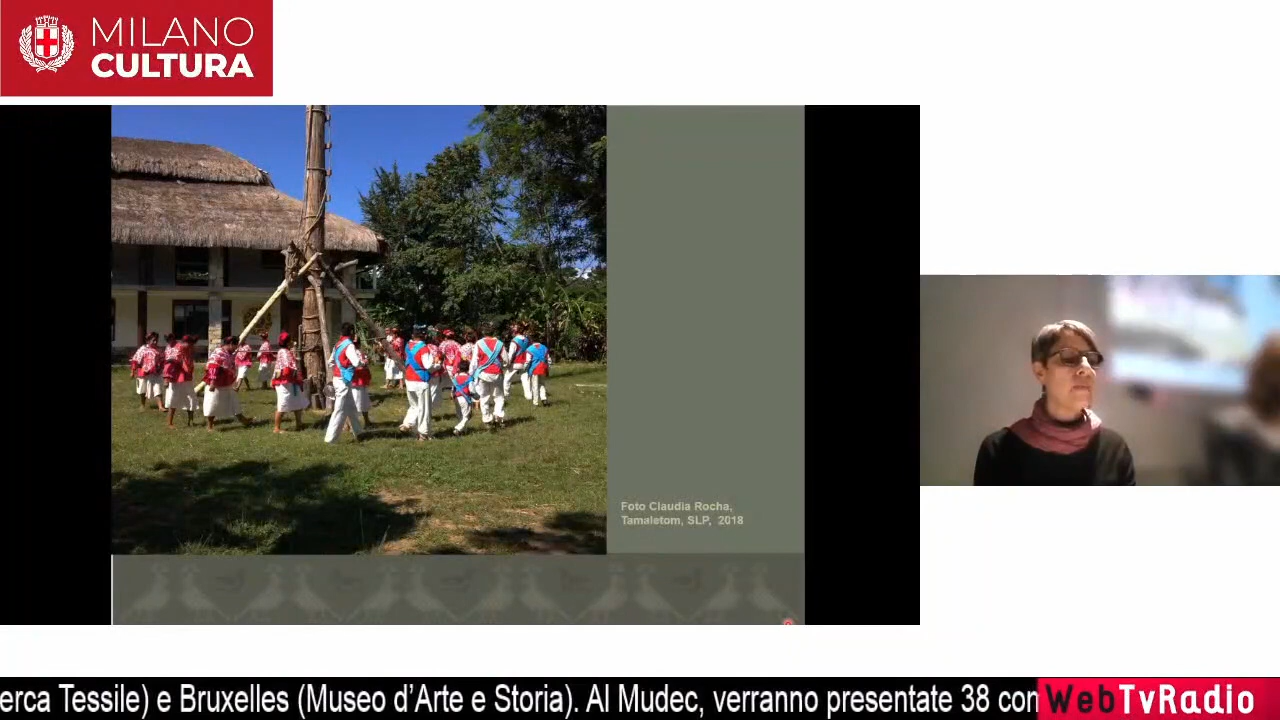 MILANO
CULTURA
Foto Claudia Rocha,
Tamaletom, SLP, 2018
erca Tessile) e Bruxelles (Museo d’Arte e Storia). Al Mudec, verranno presentate 38 con
WebTvRadio